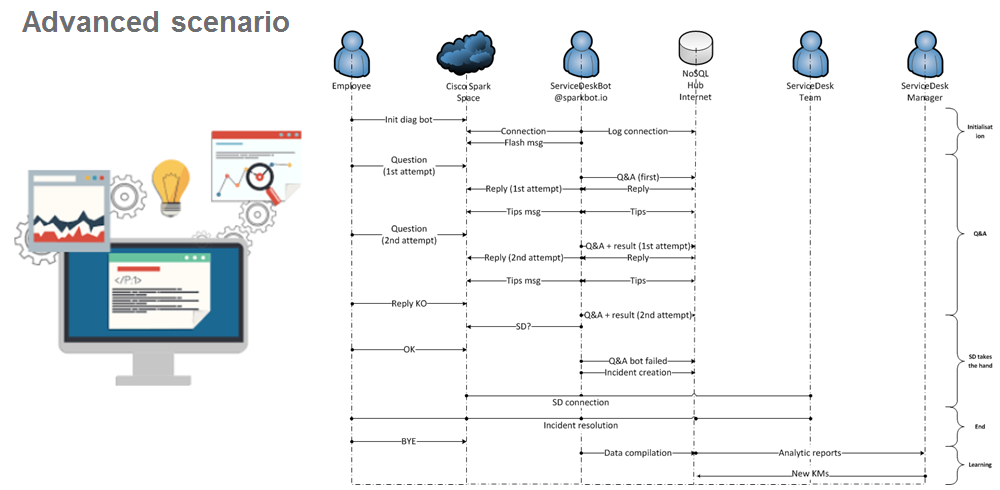 Advanced scenario
Employee
Cisco Spark
Space
ServiceDeskBot
@sparkbot.io
NoSQL
Hub
Internet
ServiceDesk
Team
ServiceDesk
Manager
Init diag bot
Connection
Log connection
Flash msg
Initialisat
ion
Question
(1st attempt)
Q&A (first)
Reply (1st attempt)
Reply
Tips msg
Tips
Question
(2nd attempt)
Q&A
Q&A + result (1st attempt)
Reply (2nd attempt)
Reply
Tips msg
Tips
Reply KO
Q&A + result (2nd attempt)
SD?
OK
Q&A bot failed
Incident creation
SD takes
the hand
SD connection
Incident resolution
End
BYE
Data compilation
Analytic reports
Learning
New KMs